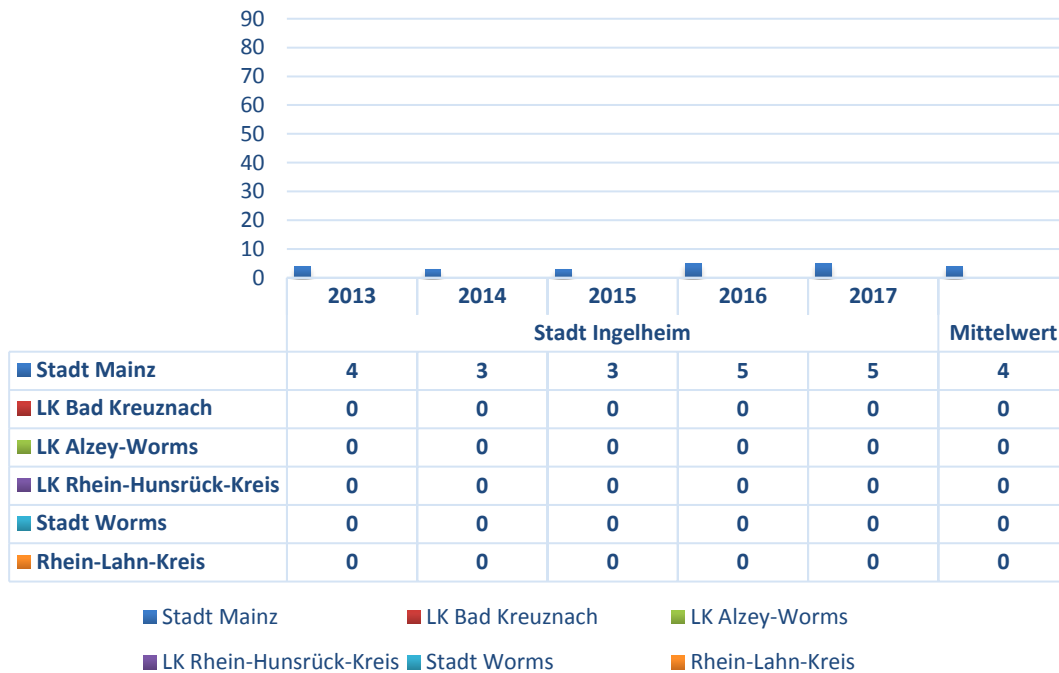 90
80
70
60
50
40
30
20
10
0
2013 2014 2015 2016 2017
Stadt Ingelheim Mittelwert
Stadt Mainz 4 3 3 5 5 4
LK Bad Kreuznach 0 0 0 0 0 0
LK Alzey-Worms 0 0 0 0 0 0
LK Rhein-Hunsrück-Kreis 0 0 0 0 0 0
Stadt Worms 0 0 0 0 0 0
Rhein-Lahn-Kreis 0 0 0 0 0 0
Stadt Mainz LK Bad Kreuznach LK Alzey-Worms
LK Rhein-Hunsrück-Kreis Stadt Worms Rhein-Lahn-Kreis